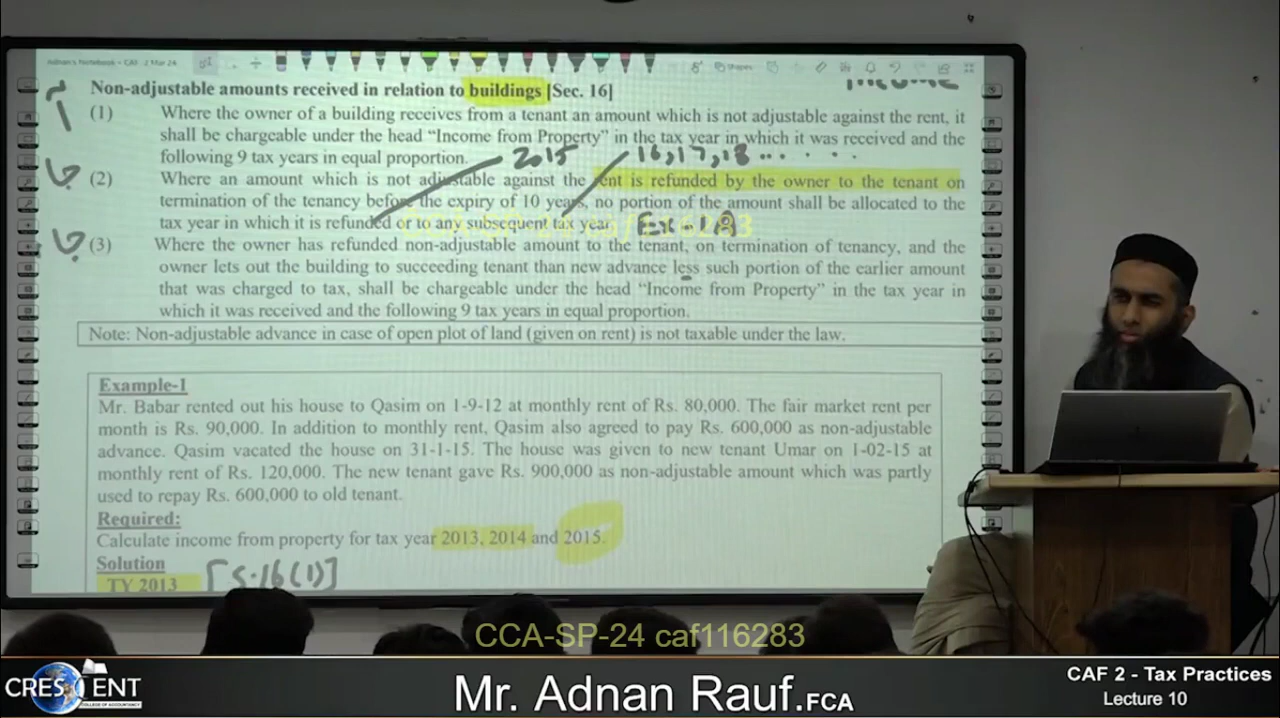 Adnan's Notebook - CAF 2 Mar 24
Income
Non-adjustable amounts received in relation to buildings [Sec. 16]
(1) Where the owner of a building receives from a tenant an amount which is not adjustable against the rent, it
shall be chargeable under the head “Income from Property” in the tax year in which it was received and the
following 9 tax years in equal proportion.
2015 16,17,18.......
(2) Where an amount which is not adjustable against the rent is refunded by the owner to the tenant on
termination of the tenancy before the expiry of 10 years, no portion of the amount shall be allocated to the
tax year in which it is refunded or to any subsequent tax year.
Ex-1A
CCA-SP-24 caf116283
(3) Where the owner has refunded non-adjustable amount to the tenant, on termination of tenancy, and the
owner lets out the building to succeeding tenant than new advance less such portion of the earlier amount
that was charged to tax, shall be chargeable under the head “Income from Property” in the tax year in
which it was received and the following 9 tax years in equal proportion.
Note: Non-adjustable advance in case of open plot of land (given on rent) is not taxable under the law.
Example-I
Mr. Babar rented out his house to Qasim on 1-9-12 at monthly rent of Rs. 80,000. The fair market rent per
month is Rs. 90,000. In addition to monthly rent, Qasim also agreed to pay Rs. 600,000 as non-adjustable
advance. Qasim vacated the house on 31-1-15. The house was given to new tenant Umar on 1-02-15 at
monthly rent of Rs. 120,000. The new tenant gave Rs. 900,000 as non-adjustable amount which was partly
used to repay Rs. 600,000 to old tenant.
Required:
Calculate income from property for tax year 2013, 2014 and 2015.
Solution
TY 2013 [S.16(1)]
CCA-SP-24 caf116283
CRESCENT
COLLEGE OF ACCOUNTANCY
Mr. Adnan Rauf.FCA
CAF 2 - Tax Practices
Lecture 10